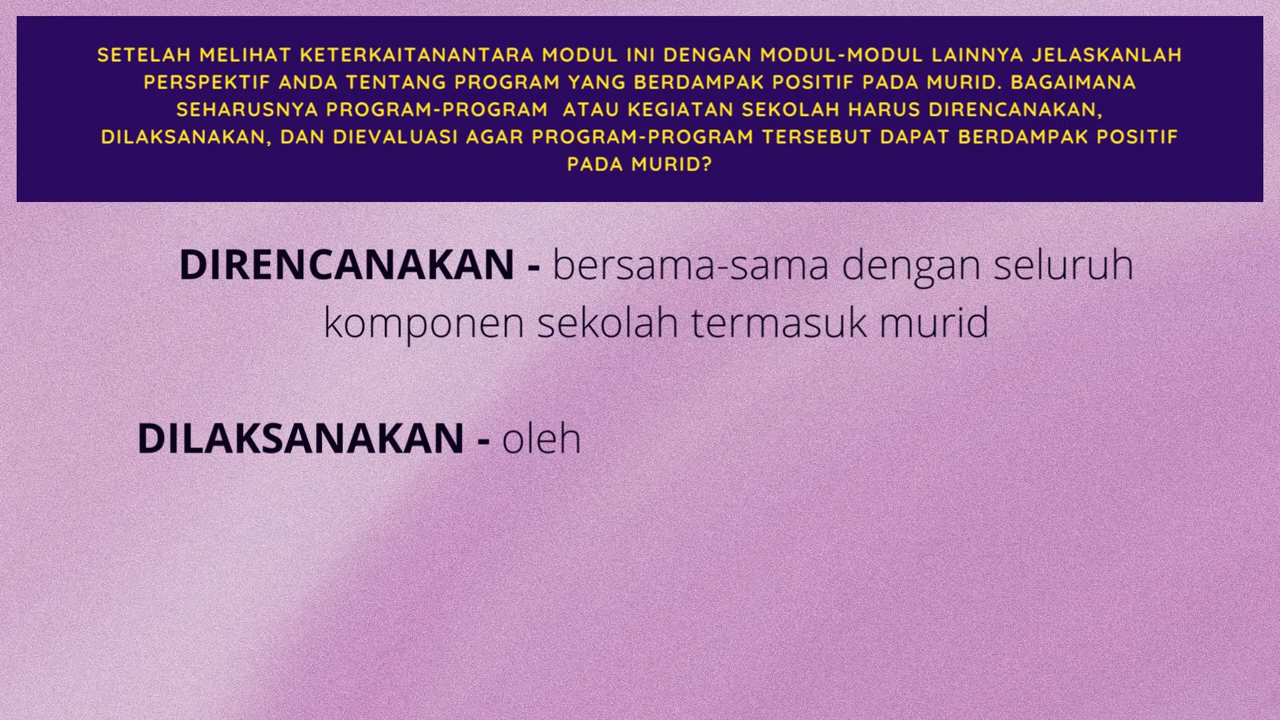 SETELAH MELIHAT KETERKAITANANTARA MODUL INI DENGAN MODUL-MODUL LAINNYA JELASKANLAH
PERSPEKTIF ANDA TENTANG PROGRAM YANG BERDAMPAK POSITIF PADA MURID. BAGAIMANA
SEHARUSNYA PROGRAM-PROGRAM ATAU KEGIATAN SEKOLAH HARUS DIRENCANAKAN,
DILAKSANAKAN, DAN DIEVALUASI AGAR PROGRAM-PROGRAM TERSEBUT DAPAT BERDAMPAK POSITIF
PADA MURID?
DIRENCANAKAN - bersama-sama dengan seluruh
komponen sekolah termasuk murid
DILAKSANAKAN - oleh